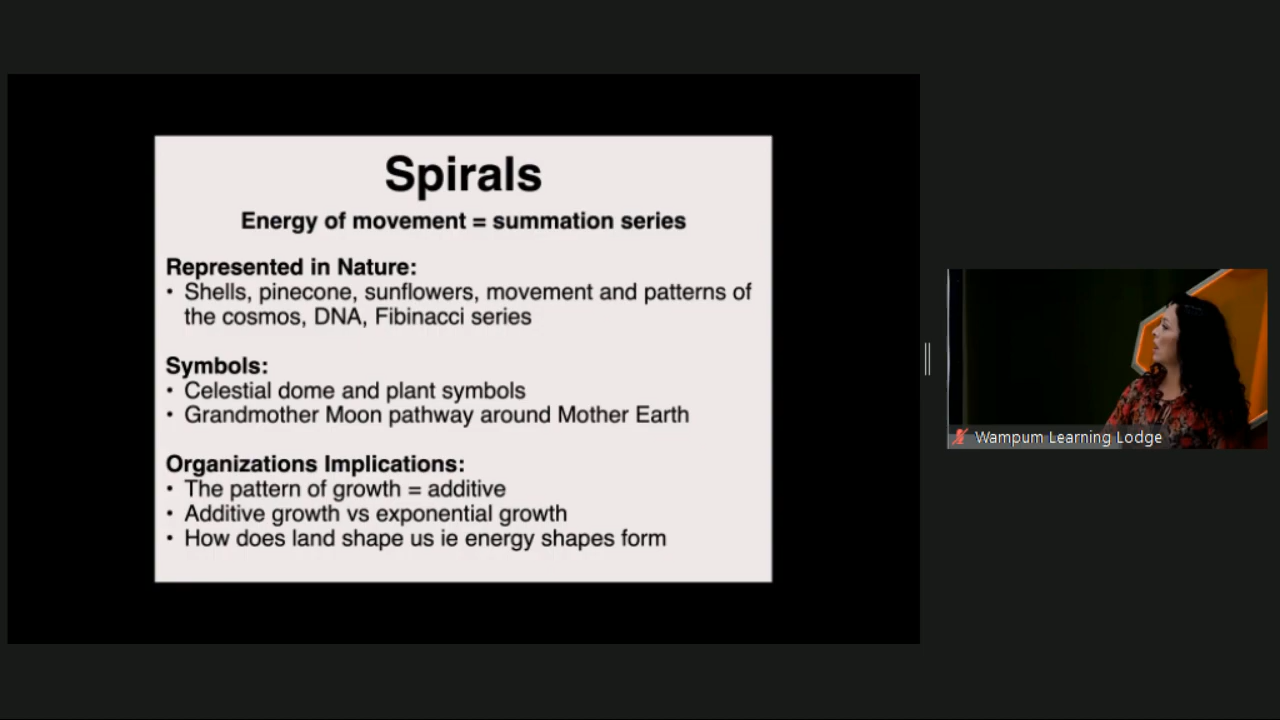 Spirals
Energy of movement = summation series
Represented in Nature:
• Shells, pinecone, sunflowers, movement and patterns of
the cosmos, DNA, Fibinacci series
Symbols:
• Celestial dome and plant symbols
• Grandmother Moon pathway around Mother Earth
Organizations Implications:
• The pattern of growth = additive
• Additive growth vs exponential growth
• How does land shape us ie energy shapes form
Wampum Learning Lodge